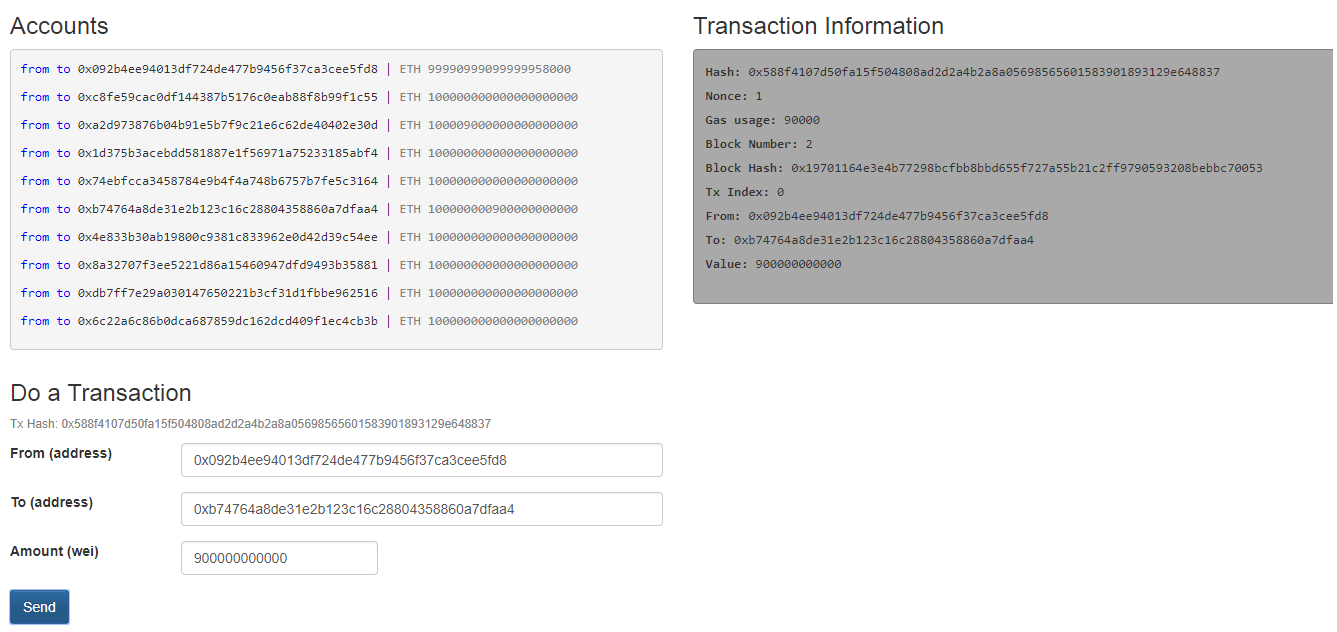 Accounts
from to 0x092b4ee94013df724de477b9456f37ca3cee5fd8 | ETH 99990999099999958000
from to 0xc8fe59cac0df144387b5176c0eab88f8b99f1c55 | ETH 100000000000000000000
from to 0xa2d973876b04b91e5b7f9c21e6c62de40402e30d | ETH 100009000000000000000
from to 0x1d375b3acebdd581887e1f56971a75233185abf4 | ETH 100000000000000000000
from to 0x74ebfcca3458784e9b4f4a748b6757b7fe5c3164 | ETH 100000000000000000000
from to 0xb74764a8de31e2b123c16c28804358860a7dfaa4 | ETH 100000000900000000000
from to 0x4e833b30ab19800c9381c833962e0d42d39c54ee | ETH 100000000000000000000
from to 0x8a32707f3ee5221d86a15460947dfd9493b35881 | ETH 100000000000000000000
from to 0xdb7ff7e29a030147650221b3cf31d1fbbe962516 | ETH 100000000000000000000
from to 0x6c22a6c86b0dca687859dc162dcd409f1ec4cb3b | ETH 100000000000000000000
Transaction Information
Hash: 0x588f4107d50fa15f504808ad2d2a4b2a8a05698565601583901893129e648837
Nonce: 1
Gas usage: 90000
Block Number: 2
Block Hash: 0x19701164e3e4b77298bcfbb8bbd655f727a55b21c2ff9790593208bebbc70053
Tx Index: 0
From: 0x092b4ee94013df724de477b9456f37ca3cee5fd8
To: 0xb74764a8de31e2b123c16c28804358860a7dfaa4
Value: 900000000000
Do a Transaction
Tx Hash: 0x588f4107d50fa15f504808ad2d2a4b2a8a05698565601583901893129e648837
From (address)
0x092b4ee94013df724de477b9456f37ca3cee5fd8
To (address)
0xb74764a8de31e2b123c16c28804358860a7dfaa4
Amount (wei)
900000000000
Send